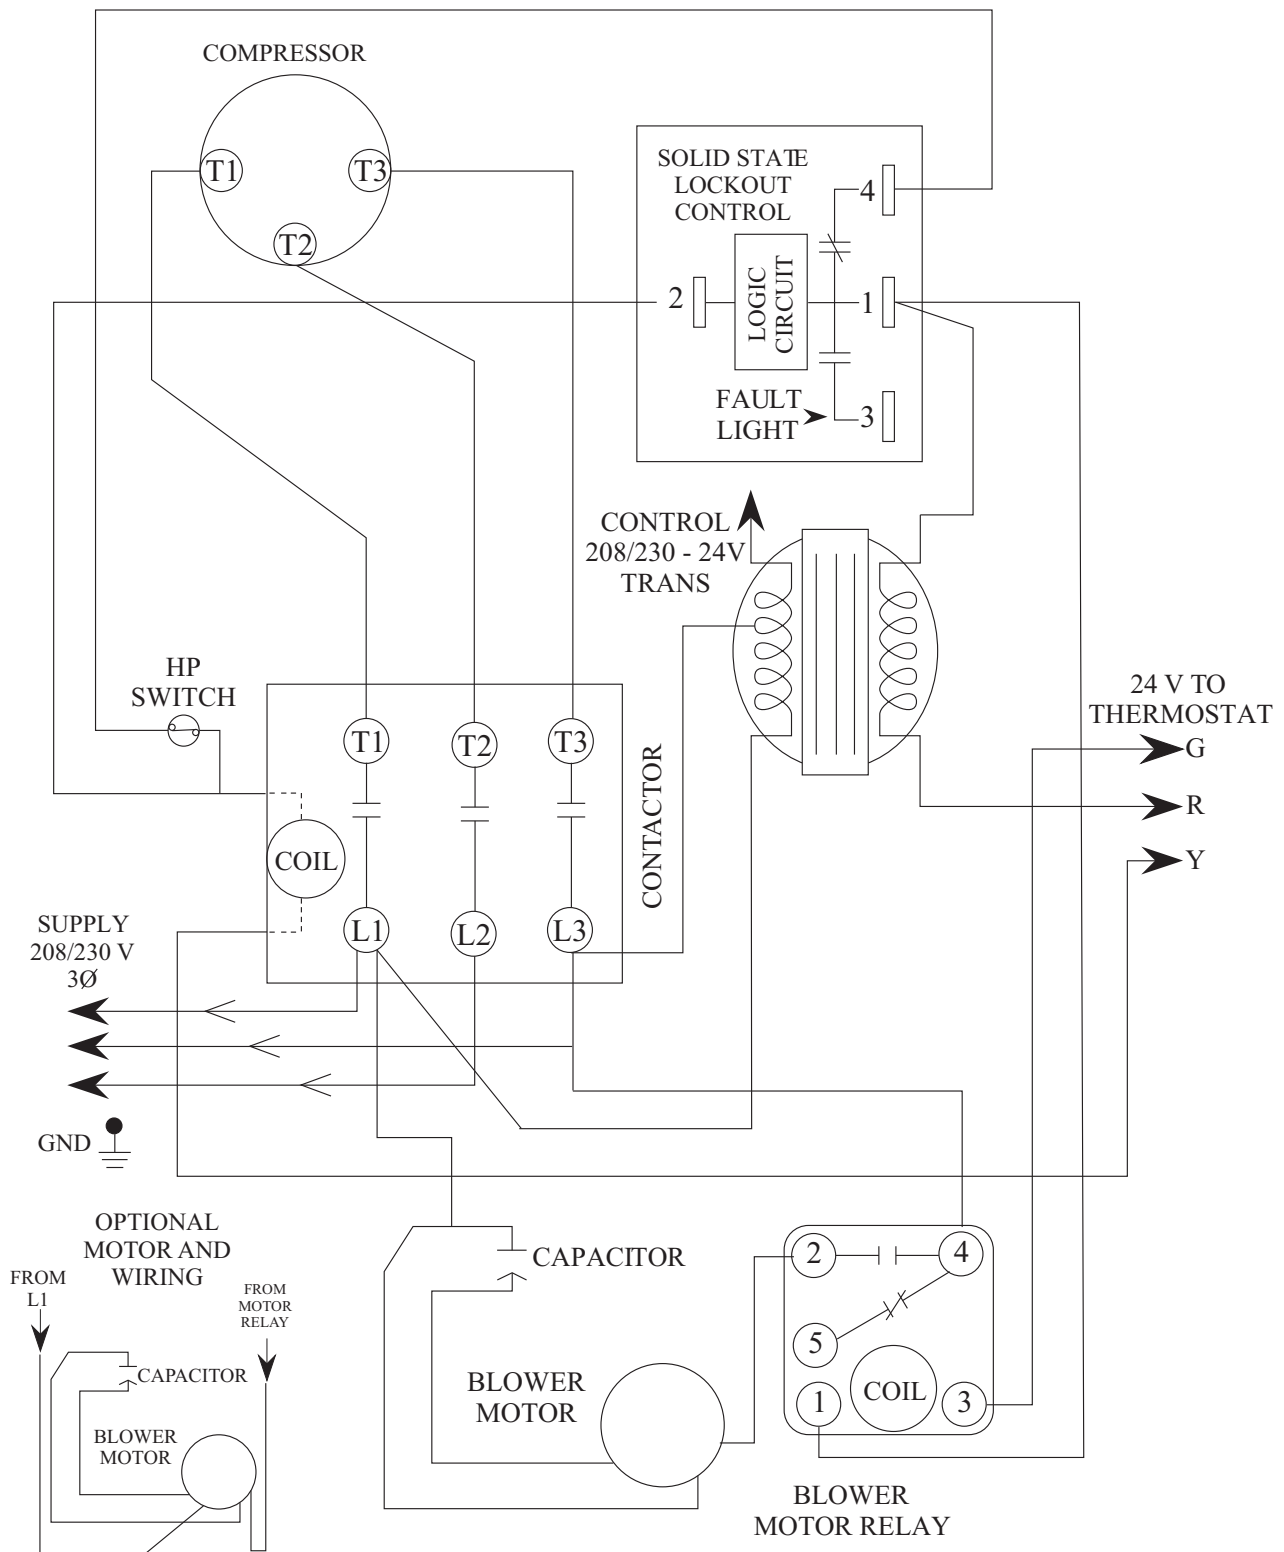 COMPRESSOR
T1
T3
T2
SOLID STATE
LOCKOUT
CONTROL
4
2
LOGIC
CIRCUIT
1
FAULT
LIGHT
3
CONTROL
208/230 - 24V
TRANS
HP
SWITCH
24 V TO
THERMOSTAT
G
R
Y
T1
T2
T3
CONTACTOR
COIL
L1
L2
L3
SUPPLY
208/230 V
3Ø
GND
OPTIONAL
MOTOR AND
WIRING
FROM
L1
FROM
MOTOR
RELAY
CAPACITOR
BLOWER
MOTOR
CAPACITOR
BLOWER
MOTOR
2
4
5
1
COIL
3
BLOWER
MOTOR RELAY